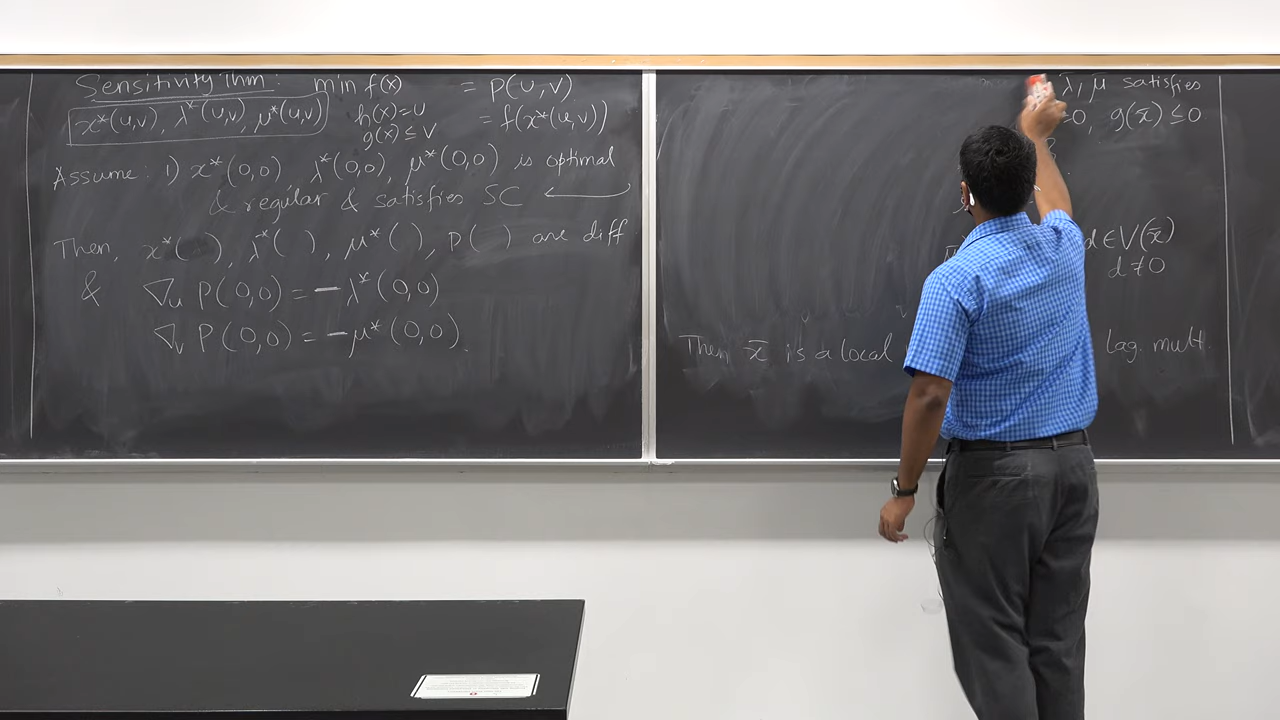 Sensitivity Thm: min f(x) = P(u,v)
x*(u,v), λ*(u,v), μ*(u,v) h(x)=u = f(x*(u,v))
g(x) ≤ v
Assume: 1) x*(0,0) λ*(0,0), μ*(0,0) is optimal
& regular & satisfies SC
Then, x*( ), λ*( ), μ*( ), P( ) are diff
& ∇u P(0,0) = − λ*(0,0)
∇v P(0,0) = − μ*(0,0).
λ̄, μ satisfies
=0, g(x̄) ≤ 0
d ∈ V(x̄)
d ≠ 0
Then x̄ is a local Lag. mult.